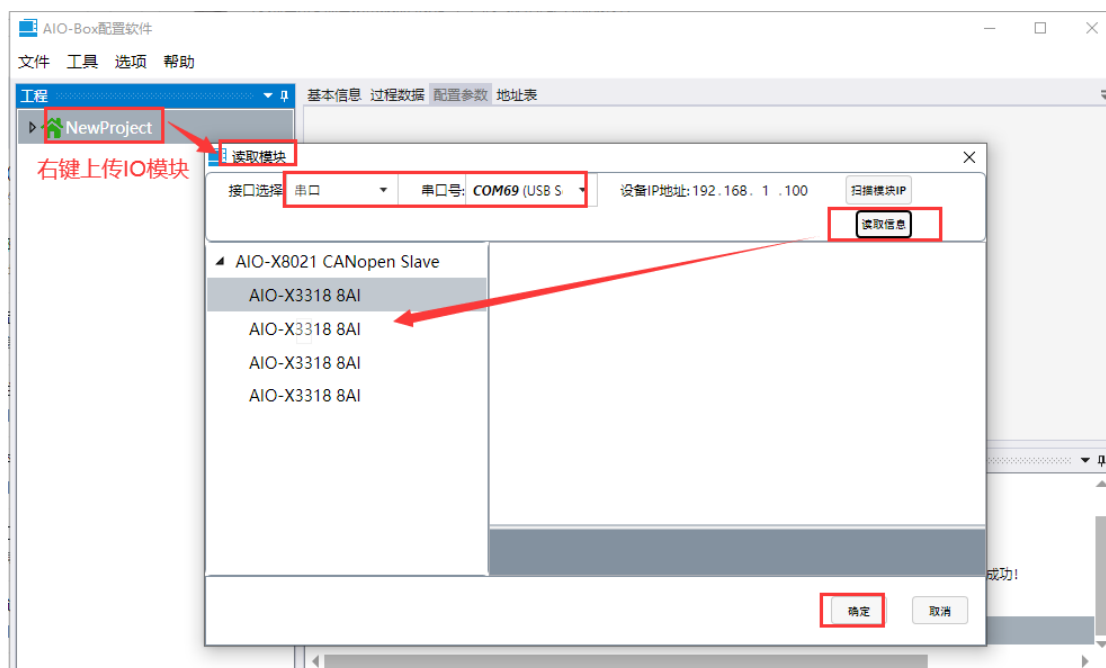 AIO-Box配置软件
文件 工具 选项 帮助
工程
基本信息 过程数据 配置参数 地址表
NewProject
右键上传IO模块
读取模块
接口选择 串口 串口号: COM69 (USB S 设备IP地址:192.168. 1 .100 扫描模块IP
读取信息
AIO-X8021 CANopen Slave
AIO-X3318 8AI
AIO-X3318 8AI
AIO-X3318 8AI
AIO-X3318 8AI
成功!
确定 取消